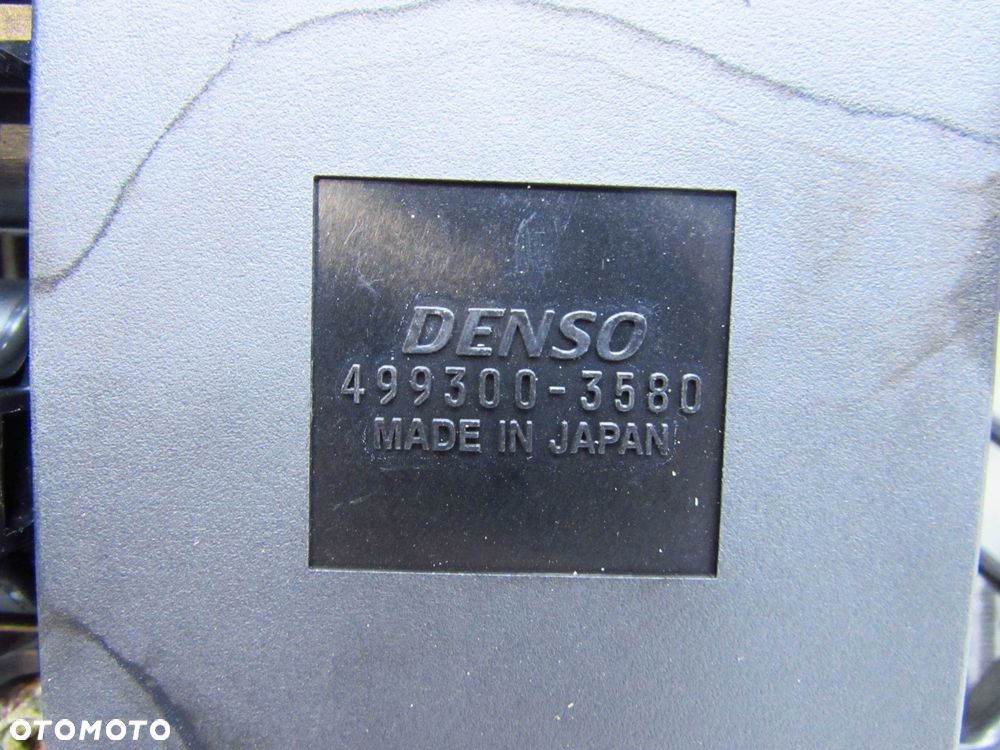 DENSO
499300-3580
MADE IN JAPAN
OTOMOTO